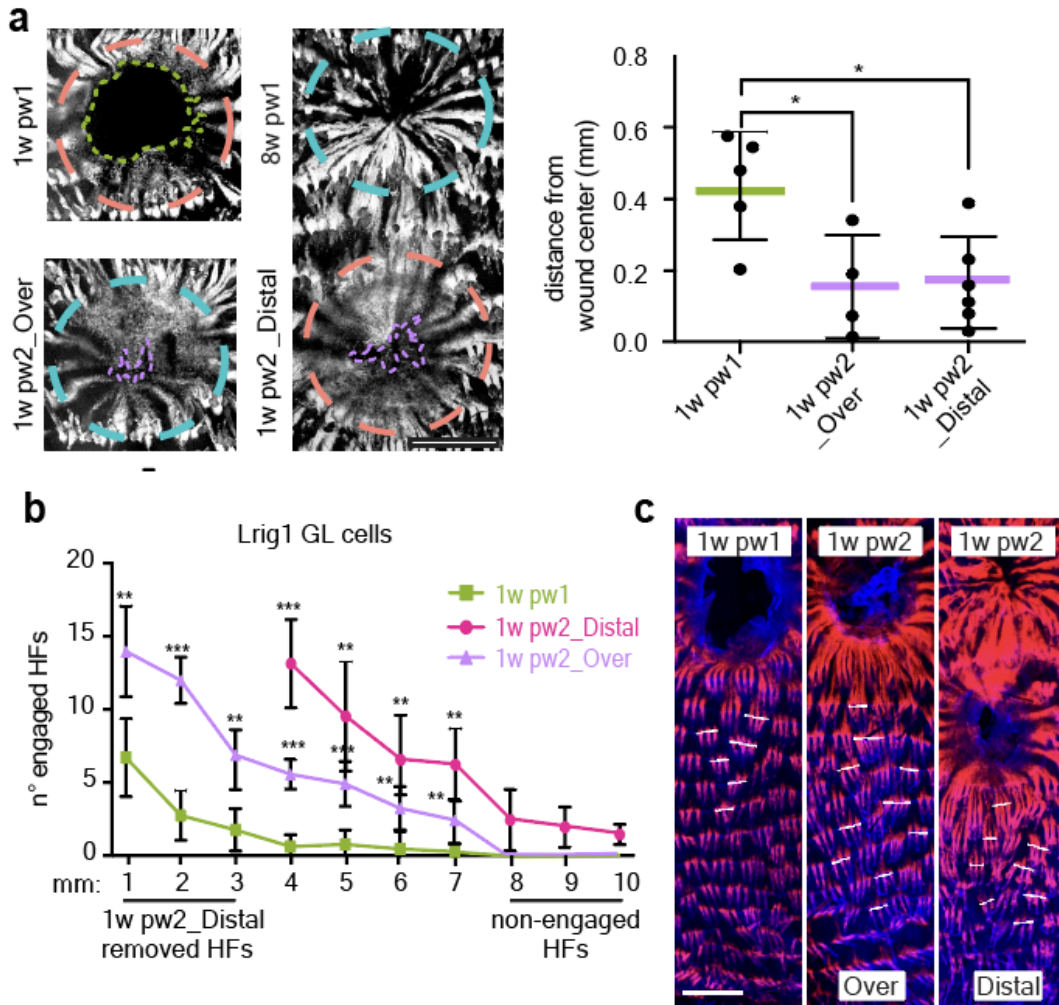 a
1w pw1
8w pw1
1w pw2_Over
1w pw2 _Distal
distance from
wound center (mm)
0.8
0.6
0.4
0.2
0.0
*
*
1w pw1
1w pw2
_Over
1w pw2
_Distal
b
Lrig1 GL cells
n° engaged HFs
20
15
10
5
0
**
***
**
***
**
***
***
**
**
**
**
1w pw1
1w pw2_Distal
1w pw2_Over
mm: 1 2 3 4 5 6 7 8 9 10
1w pw2_Distal
removed HFs
non-engaged
HFs
c
1w pw1
1w pw2
1w pw2
Over
Distal